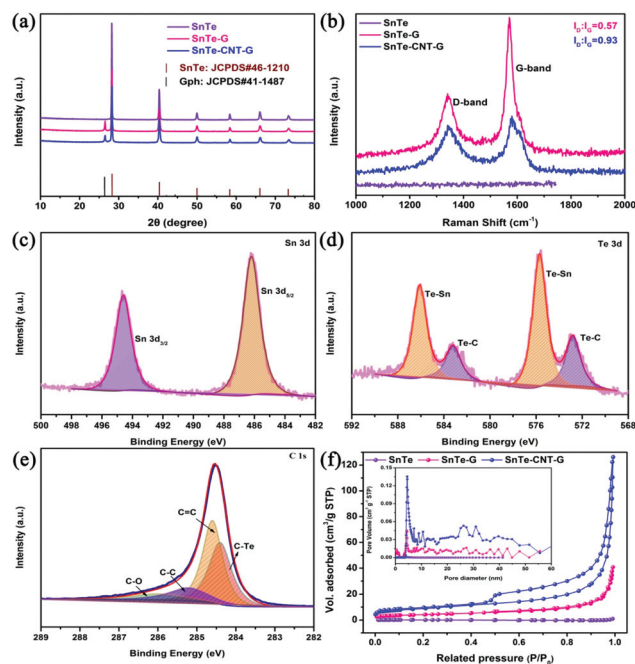 (a)
SnTe
SnTe-G
SnTe-CNT-G
SnTe: JCPDS#46-1210
Gph: JCPDS#41-1487
Intensity (a.u.)
10 20 30 40 50 60 70 80
2θ (degree)
(b)
SnTe
SnTe-G
SnTe-CNT-G
I_D:I_G=0.57
I_D:I_G=0.93
G-band
D-band
Intensity (a.u.)
1000 1200 1400 1600 1800 2000
Raman Shift (cm⁻¹)
(c)
Sn 3d
Sn 3d₅/₂
Sn 3d₃/₂
Intensity (a.u.)
500 498 496 494 492 490 488 486 484 482
Binding Energy (eV)
(d)
Te 3d
Te-Sn
Te-Sn
Te-C
Te-C
Intensity (a.u.)
592 588 584 580 576 572 568
Binding Energy (eV)
(e)
C 1s
C=C
C-Te
C-C
C-O
Intensity (a.u.)
289 288 287 286 285 284 283 282
Binding Energy (eV)
(f)
SnTe SnTe-G SnTe-CNT-G
Vol. adsorbed (cm³/g STP)
120
100
80
60
40
20
0
Pore Volume (cm³ g⁻¹ STP)
0.15
0.12
0.09
0.06
0.03
0.00
0 10 20 30 40 50 60
Pore diameter (nm)
0.0 0.2 0.4 0.6 0.8 1.0
Related pressure (P/P₀)